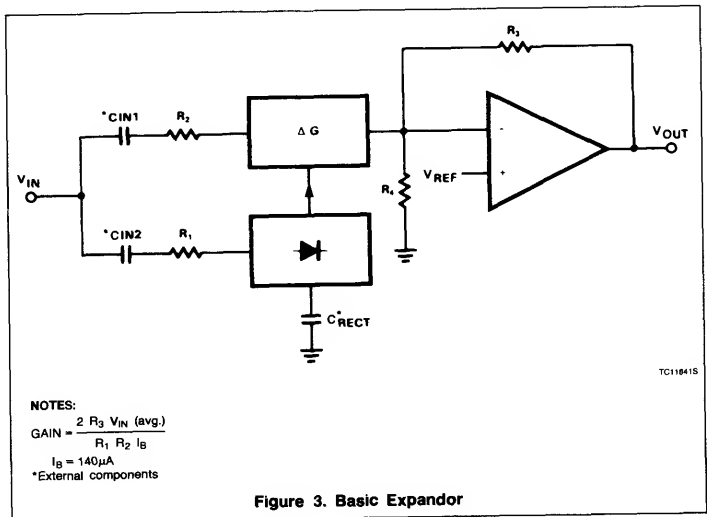 R3
*CIN1
R2
ΔG
-
VOUT
VIN
VREF
+
R4
*CIN2
R1
C*RECT
TC11641S
NOTES:
GAIN = 2 R3 VIN (avg.)
R1 R2 IB
IB = 140μA
*External components
Figure 3. Basic Expandor